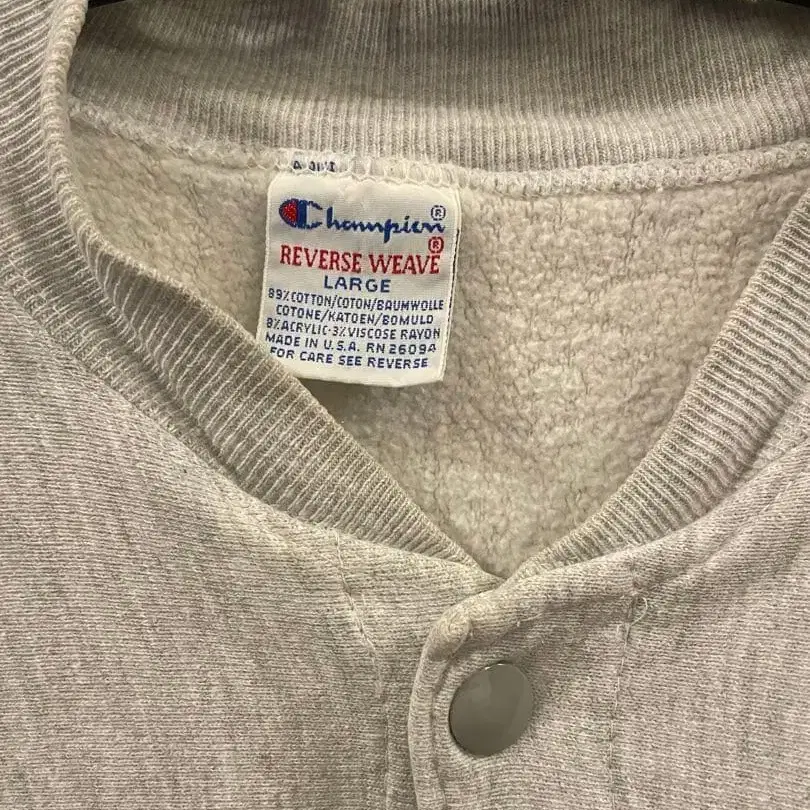 Champion®
®
REVERSE WEAVE
LARGE
89% COTTON/COTON/BAUMWOLLE
COTONE/KATOEN/BOMULD
8% ACRYLIC-3% VISCOSE RAYON
MADE IN U.S.A. RN 26094
FOR CARE SEE REVERSE